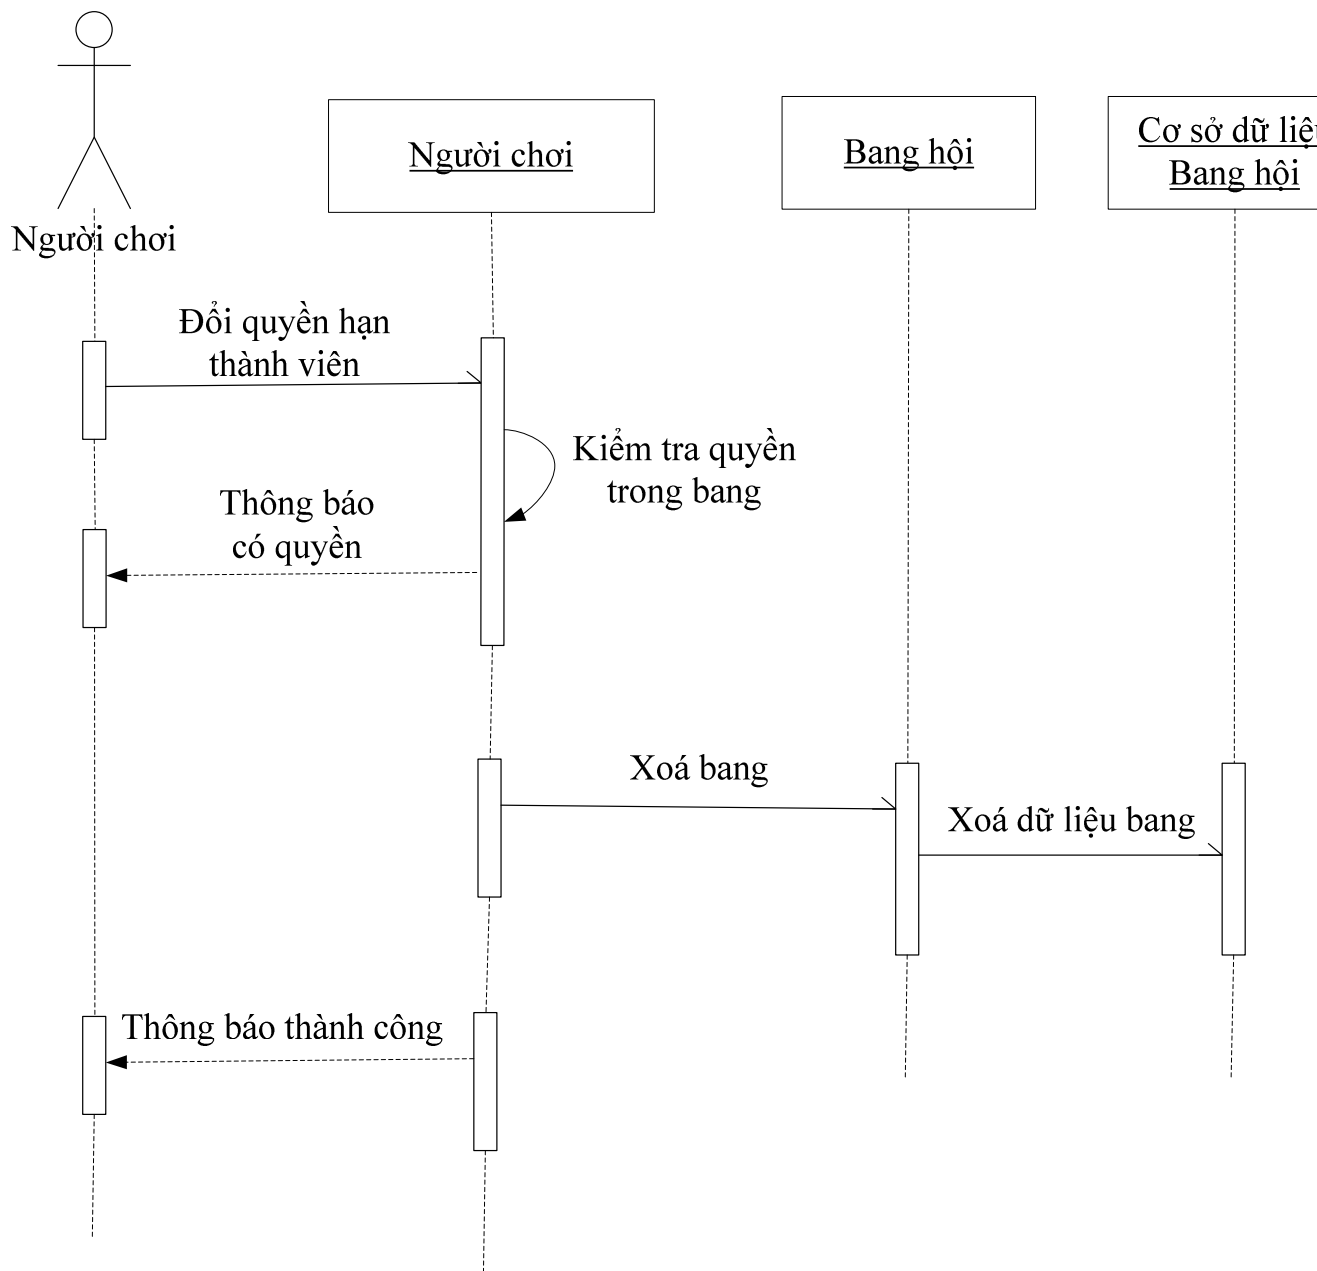 Người chơi
Bang hội
Cơ sở dữ liệu
Bang hội
Người chơi
Đổi quyền hạn
thành viên
Kiểm tra quyền
trong bang
Thông báo
có quyền
Xoá bang
Xoá dữ liệu bang
Thông báo thành công